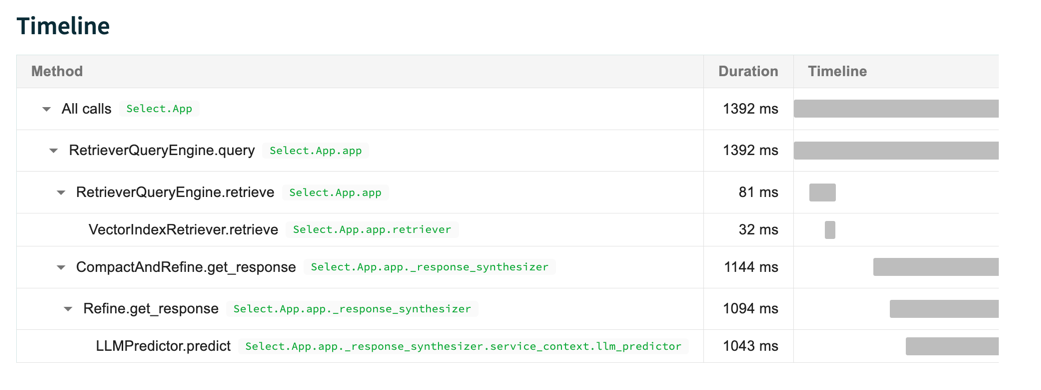 Timeline
Method Duration Timeline
All calls Select.App 1392 ms
RetrieverQueryEngine.query Select.App.app 1392 ms
RetrieverQueryEngine.retrieve Select.App.app 81 ms
VectorIndexRetriever.retrieve Select.App.app.retriever 32 ms
CompactAndRefine.get_response Select.App.app._response_synthesizer 1144 ms
Refine.get_response Select.App.app._response_synthesizer 1094 ms
LLMPredictor.predict Select.App.app._response_synthesizer.service_context.llm_predictor 1043 ms